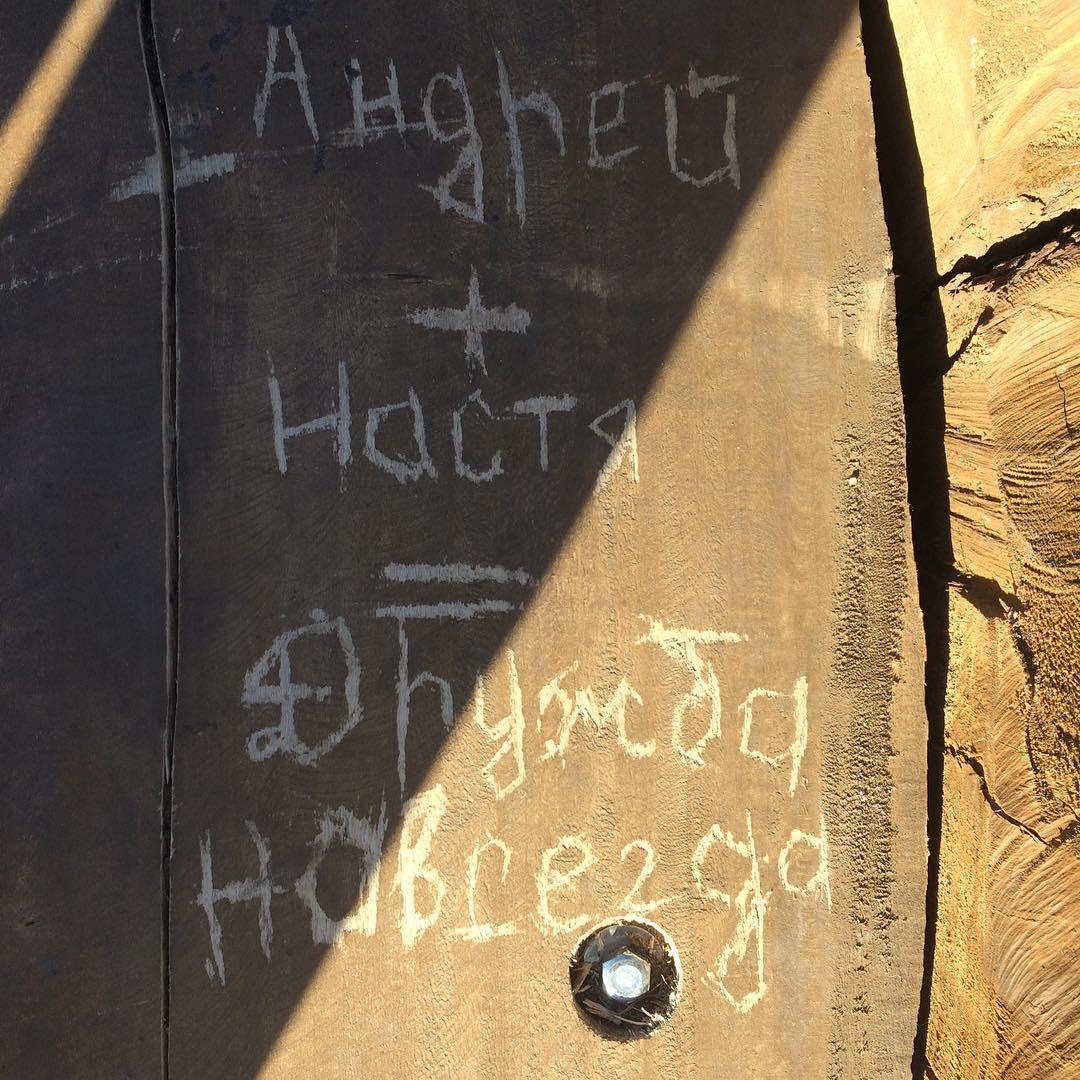 Андрей
+
Настя
=
Дружба
навсегда